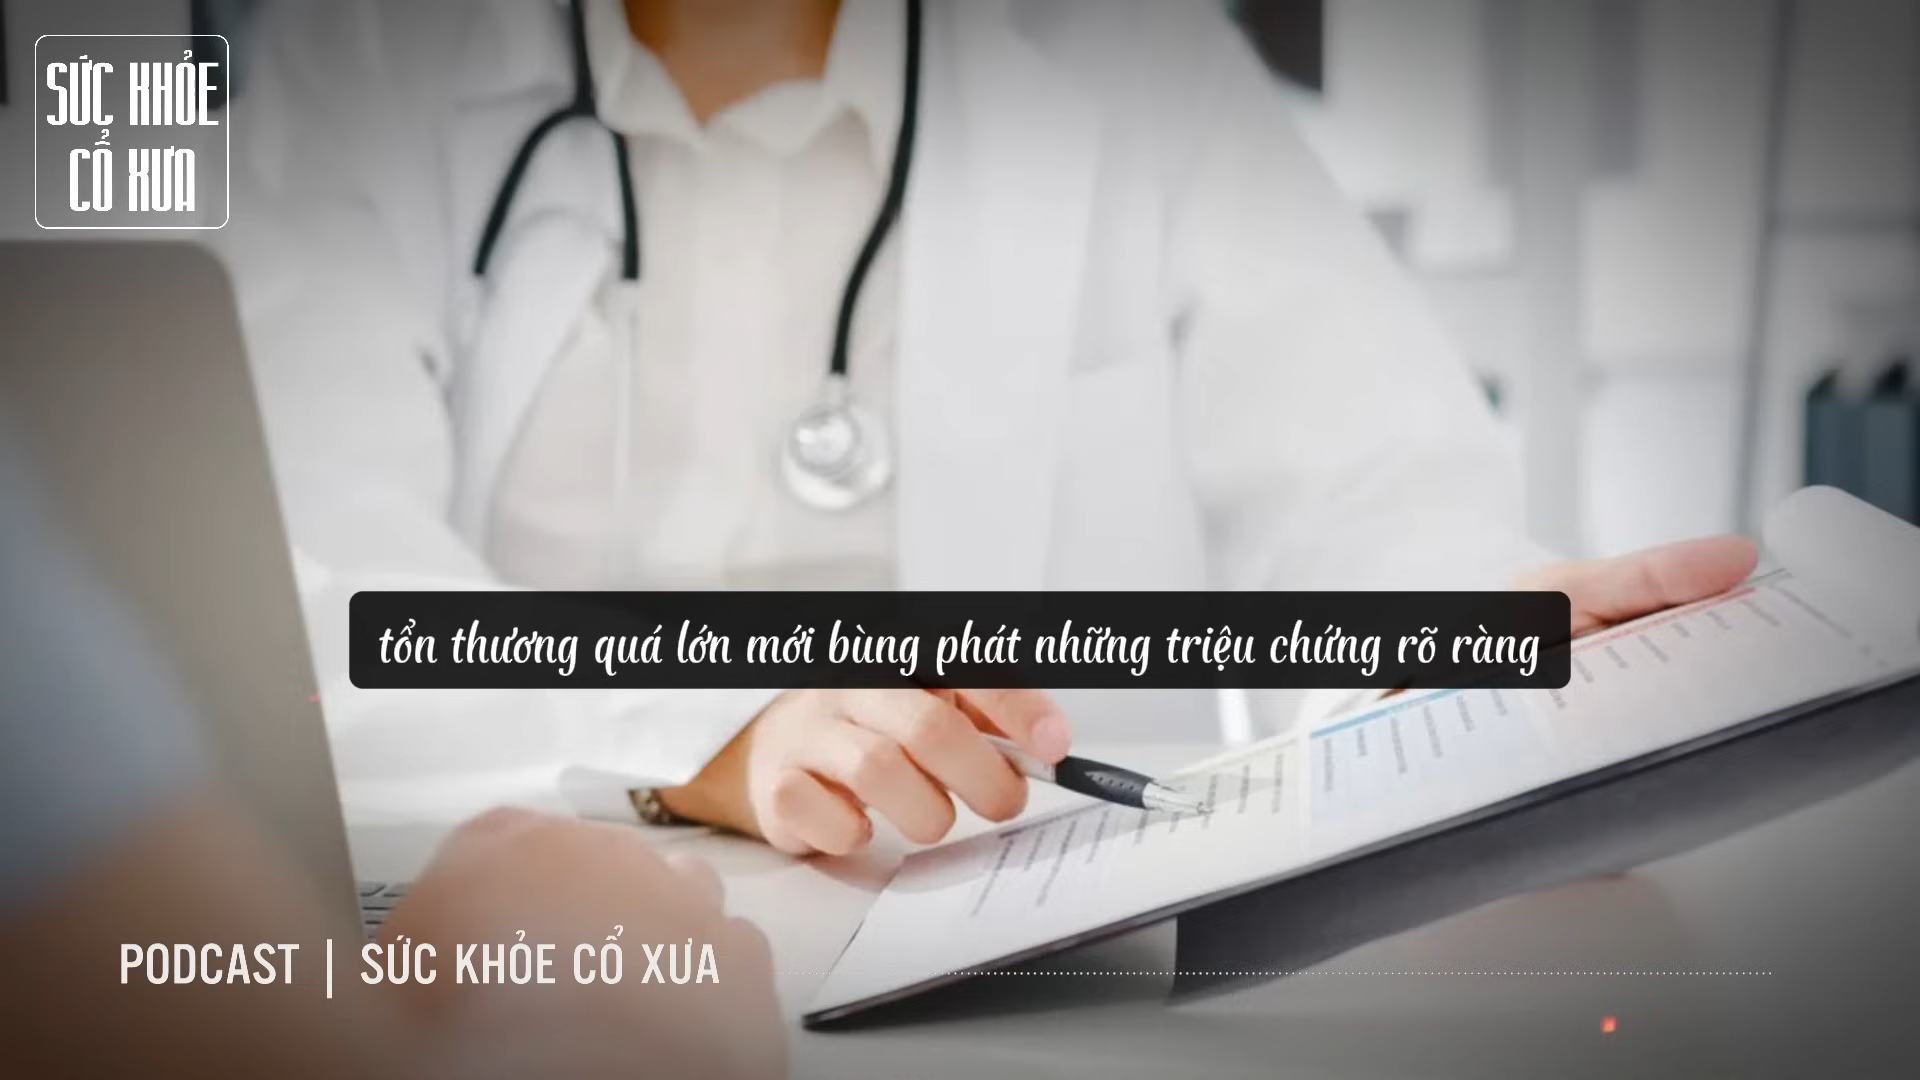 SỨC KHỎE
CỔ XƯA
tổn thương quá lớn mới bùng phát những triệu chứng rõ ràng
PODCAST | SỨC KHỎE CỔ XƯA